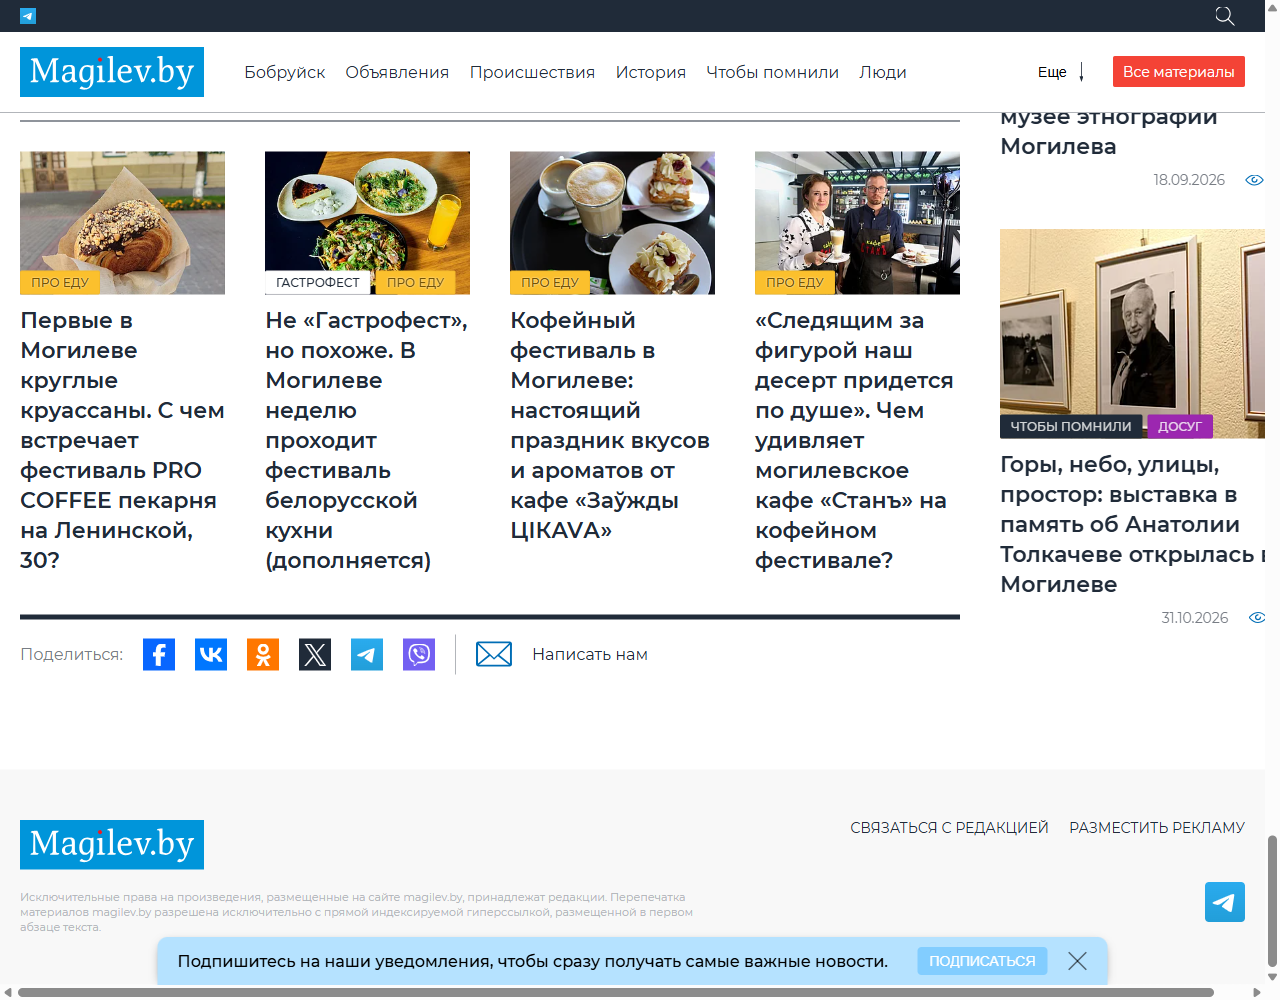 Magilev.by
Бобруйск
Объявления
Происшествия
История
Чтобы помнили
Люди
Еще
Все материалы
ПРО ЕДУ
Первые в
Могилеве
круглые
круассаны. С чем
встречает
фестиваль PRO
COFFEE пекарня
на Ленинской,
30?
ГАСТРОФЕСТ
ПРО ЕДУ
Не «Гастрофест»,
но похоже. В
Могилеве
неделю
проходит
фестиваль
белорусской
кухни
(дополняется)
ПРО ЕДУ
Кофейный
фестиваль в
Могилеве:
настоящий
праздник вкусов
и ароматов от
кафе «Заўжды
ЦІКАVА»
ПРО ЕДУ
«Следящим за
фигурой наш
десерт придется
по душе». Чем
удивляет
могилевское
кафе «Станъ» на
кофейном
фестивале?
музее этнографии
Могилева
18.09.2026
ЧТОБЫ ПОМНИЛИ
ДОСУГ
Горы, небо, улицы,
простор: выставка в
память об Анатолии
Толкачеве открылась в
Могилеве
31.10.2026
Поделиться:
Написать нам
Magilev.by
СВЯЗАТЬСЯ С РЕДАКЦИЕЙ
РАЗМЕСТИТЬ РЕКЛАМУ
Исключительные права на произведения, размещенные на сайте magilev.by, принадлежат редакции. Перепечатка
материалов magilev.by разрешена исключительно с прямой индексируемой гиперссылкой, размещенной в первом
абзаце текста.
Подпишитесь на наши уведомления, чтобы сразу получать самые важные новости.
ПОДПИСАТЬСЯ